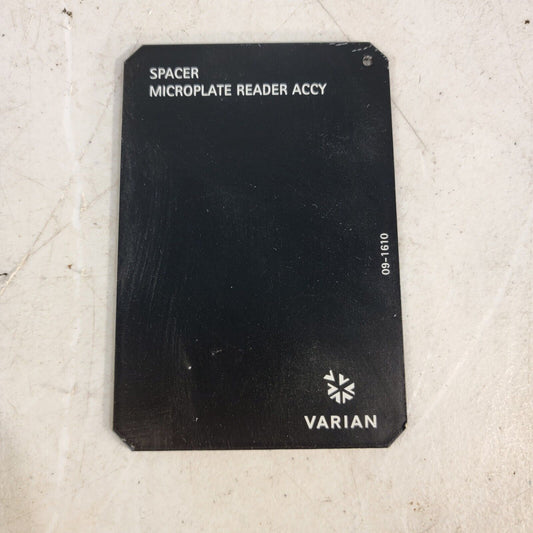 SPACER
MICROPLATE READER ACCY
09-1610
VARIAN